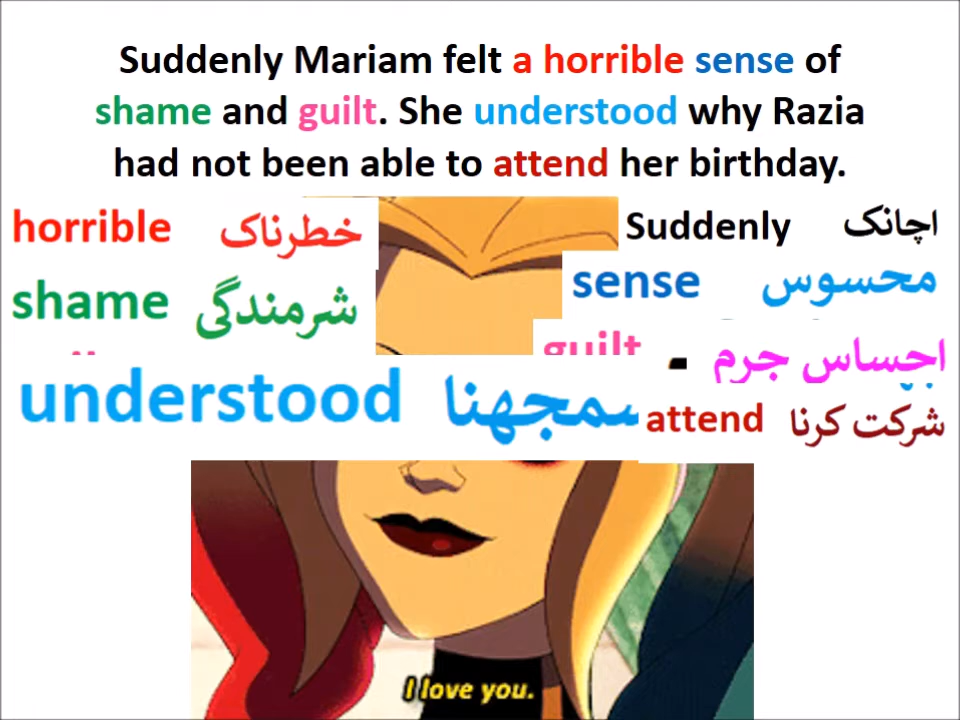 Suddenly Mariam felt a horrible sense of
shame and guilt. She understood why Razia
had not been able to attend her birthday.
horrible خطرناک
Suddenly اچانک
shame شرمندگی
sense محسوس
guilt احساس جرم
understood سمجھنا
attend شرکت کرنا
I love you.